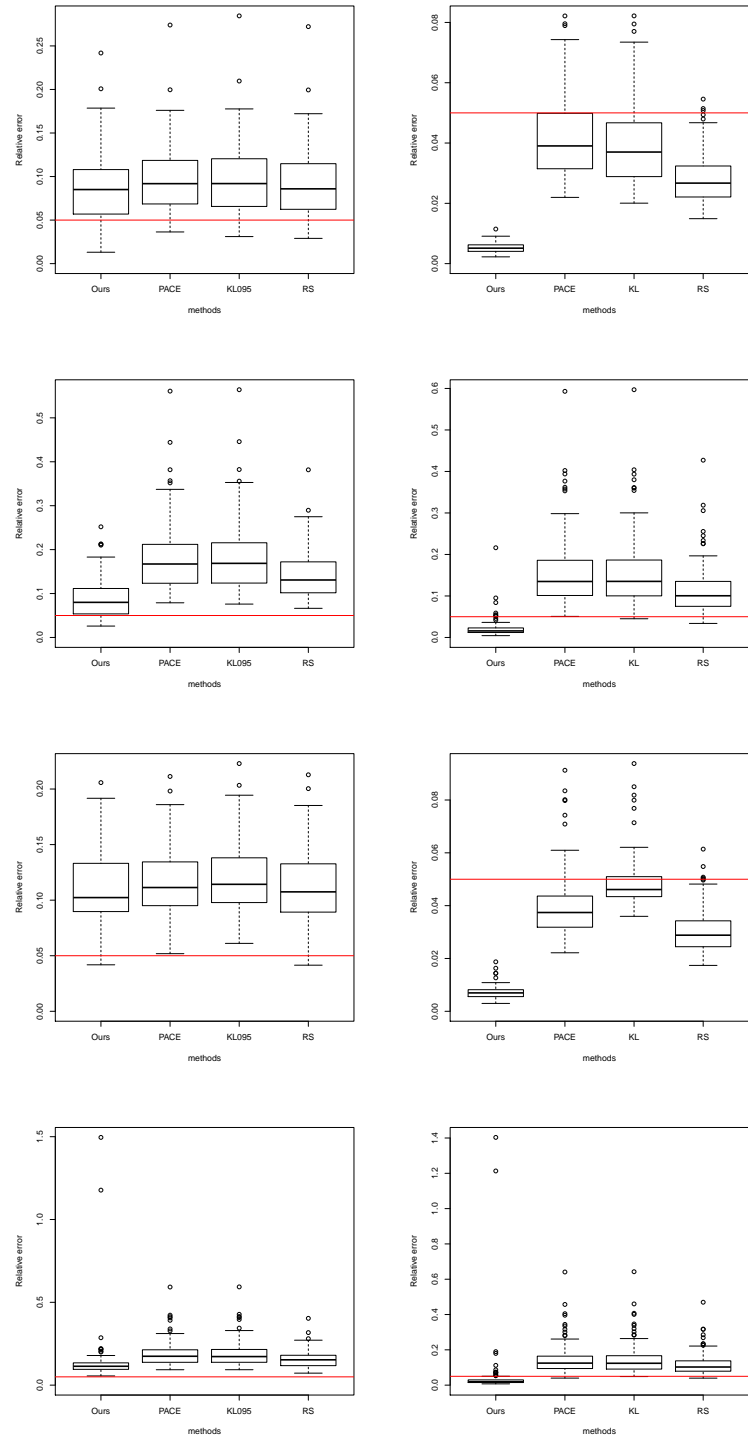 0.25
0.20
0.15
0.10
0.05
0.00
Relative error
Ours PACE KL095 RS
methods
0.08
0.06
0.04
0.02
0.00
Relative error
Ours PACE KL RS
methods
0.5
0.4
0.3
0.2
0.1
0.0
Relative error
Ours PACE KL095 RS
methods
0.6
0.5
0.4
0.3
0.2
0.1
0.0
Relative error
Ours PACE KL RS
methods
0.20
0.15
0.10
0.05
0.00
Relative error
Ours PACE KL095 RS
methods
0.08
0.06
0.04
0.02
0.00
Relative error
Ours PACE KL RS
methods
1.5
1.0
0.5
0.0
Relative error
Ours PACE KL095 RS
methods
1.4
1.2
1.0
0.8
0.6
0.4
0.2
0.0
Relative error
Ours PACE KL RS
methods